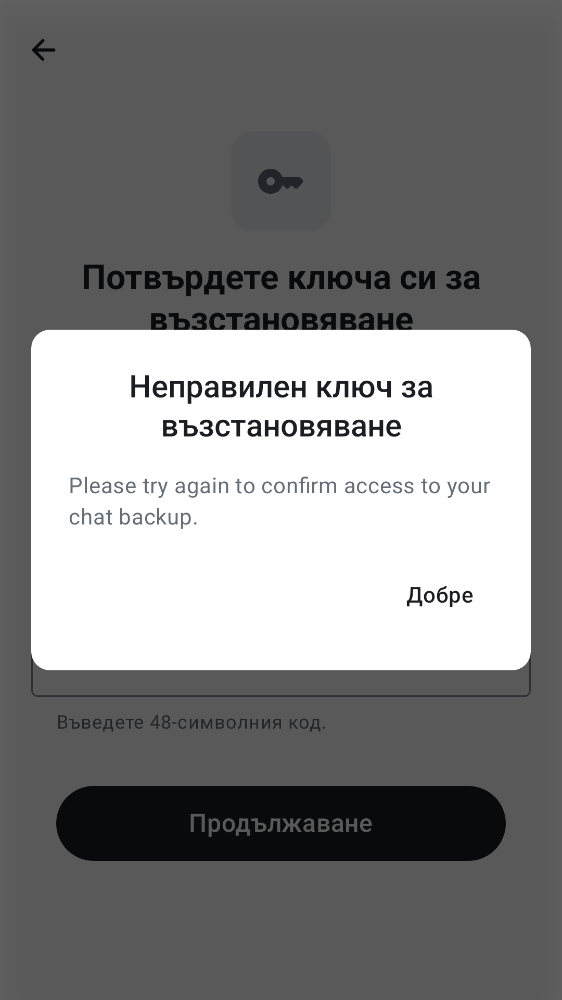 Потвърдете ключа си за
възстановяване
Неправилен ключ за
възстановяване
Please try again to confirm access to your
chat backup.
Добре
Въведете 48-символния код.
Продължаване